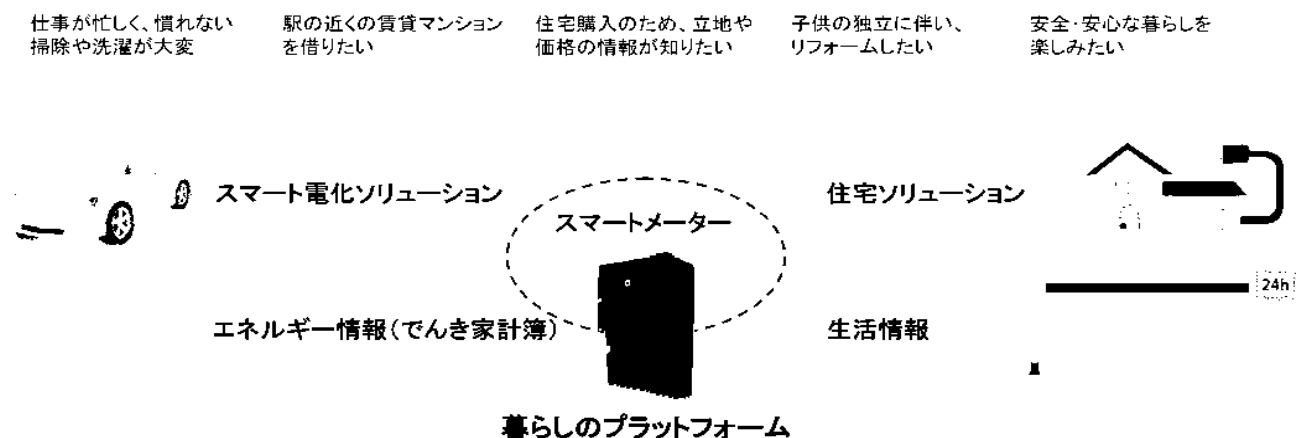 仕事が忙しく、慣れない
掃除や洗濯が大変
駅の近くの賃貸マンション
を借りたい
住宅購入のため、立地や
価格の情報が知りたい
子供の独立に伴い、
リフォームしたい
安全・安心な暮らしを
楽しみたい
スマート電化ソリューション
スマートメーター
住宅ソリューション
24h
エネルギー情報(でんき家計簿)
生活情報
暮らしのプラットフォーム